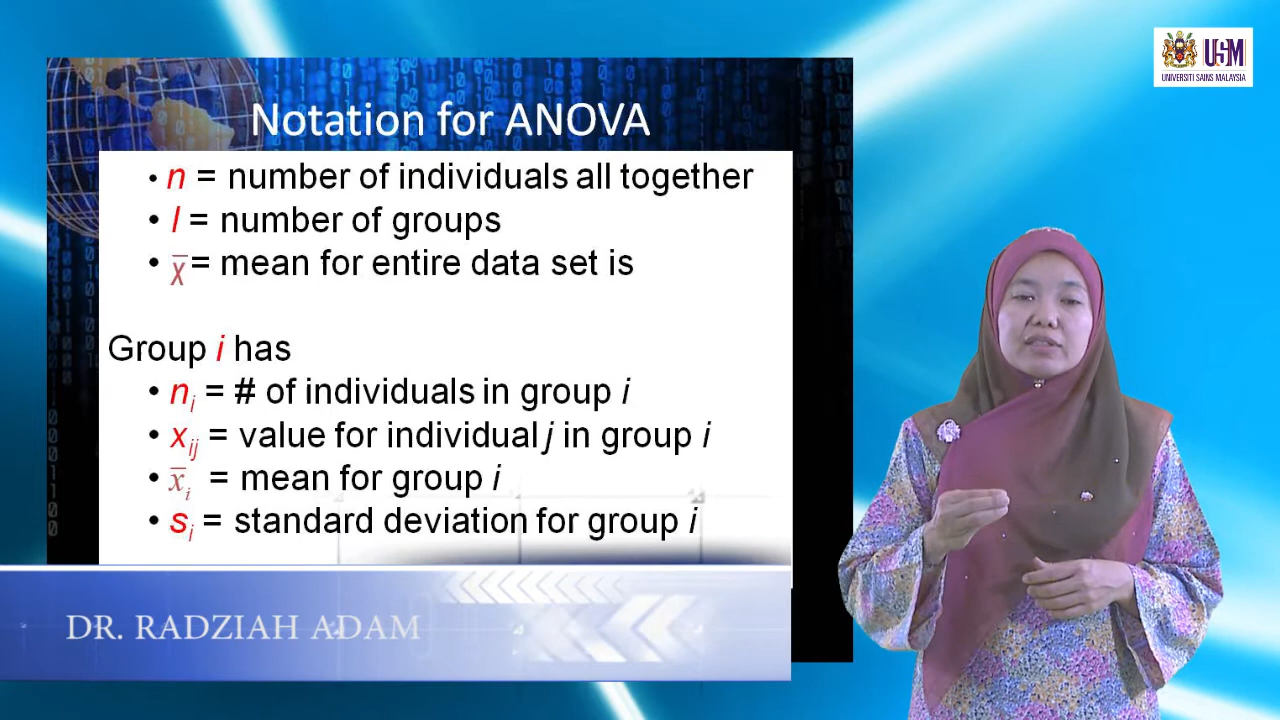 USM
UNIVERSITI SAINS MALAYSIA
Notation for ANOVA
• n = number of individuals all together
• I = number of groups
• χ̅ = mean for entire data set is
Group i has
• nᵢ = # of individuals in group i
• xᵢⱼ = value for individual j in group i
• x̅ᵢ = mean for group i
• sᵢ = standard deviation for group i
DR. RADZIAH ADAM